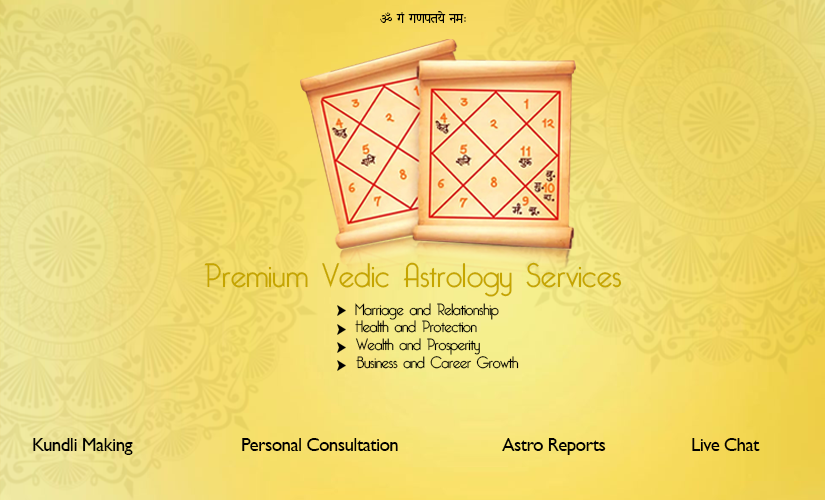 ॐ गं गणपतये नमः
3
1
4
केतु
2
5
शनि
8
6
7
3
1
4
केतु
2
12
5
शनि
11
शुक्र
6
8
बु.
गु.
10
रा.
7
9
मं. सू.
Premium Vedic Astrology Services
Marriage and Relationship
Health and Protection
Wealth and Prosperity
Business and Career Growth
Kundli Making
Personal Consultation
Astro Reports
Live Chat